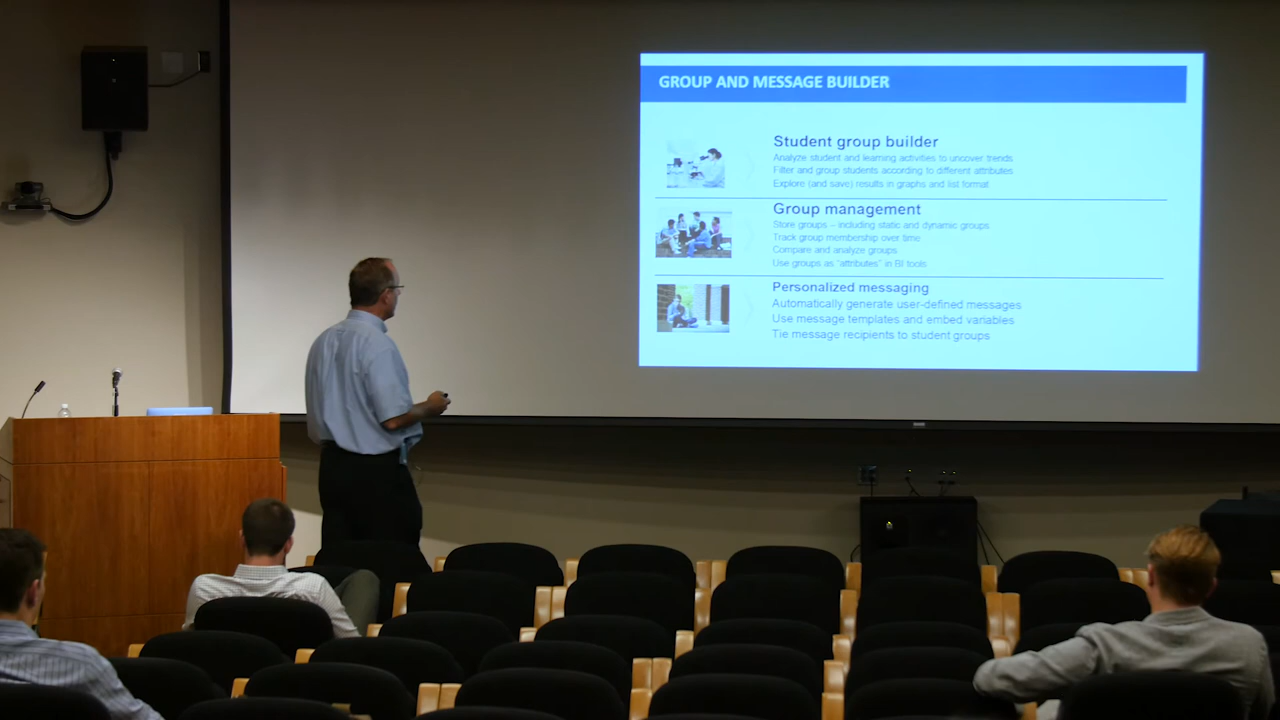 GROUP AND MESSAGE BUILDER
Student group builder
Analyze student and learning activities to uncover trends
Filter and group students according to different attributes
Explore (and save) results in graphs and list format
Group management
Store groups – including static and dynamic groups
Track group membership over time
Compare and analyze groups
Use groups as "attributes" in BI tools
Personalized messaging
Automatically generate user-defined messages
Use message templates and embed variables
Tie message recipients to student groups